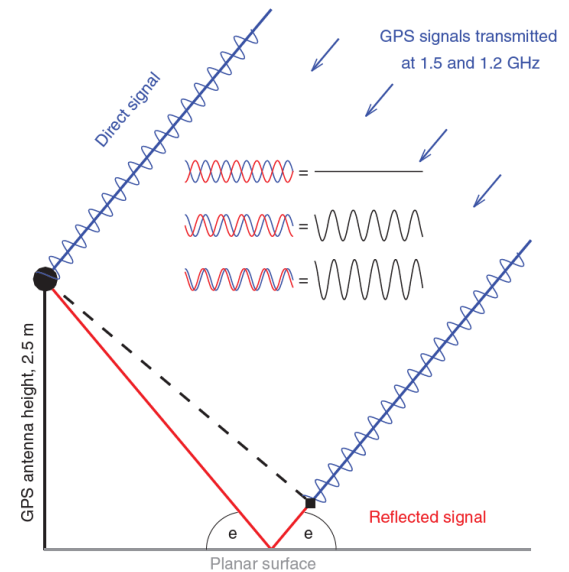 GPS signals transmitted
at 1.5 and 1.2 GHz
Direct signal
=
=
=
GPS antenna height, 2.5 m
Reflected signal
e
e
Planar surface